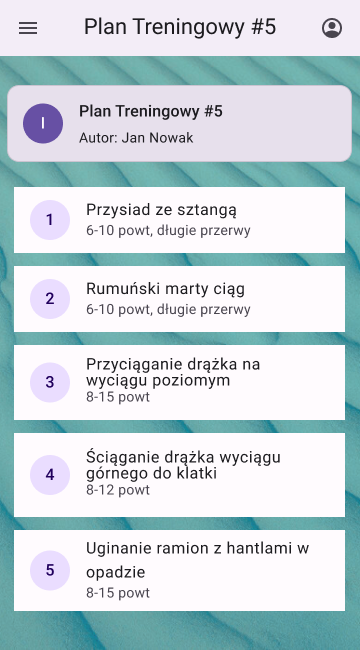 Plan Treningowy #5
I
Plan Treningowy #5
Autor: Jan Nowak
1
Przysiad ze sztangą
6-10 powt, długie przerwy
2
Rumuński marty ciąg
6-10 powt, długie przerwy
3
Przyciąganie drążka na
wyciągu poziomym
8-15 powt
4
Ściąganie drążka wyciągu
górnego do klatki
8-12 powt
5
Uginanie ramion z hantlami w
opadzie
8-15 powt